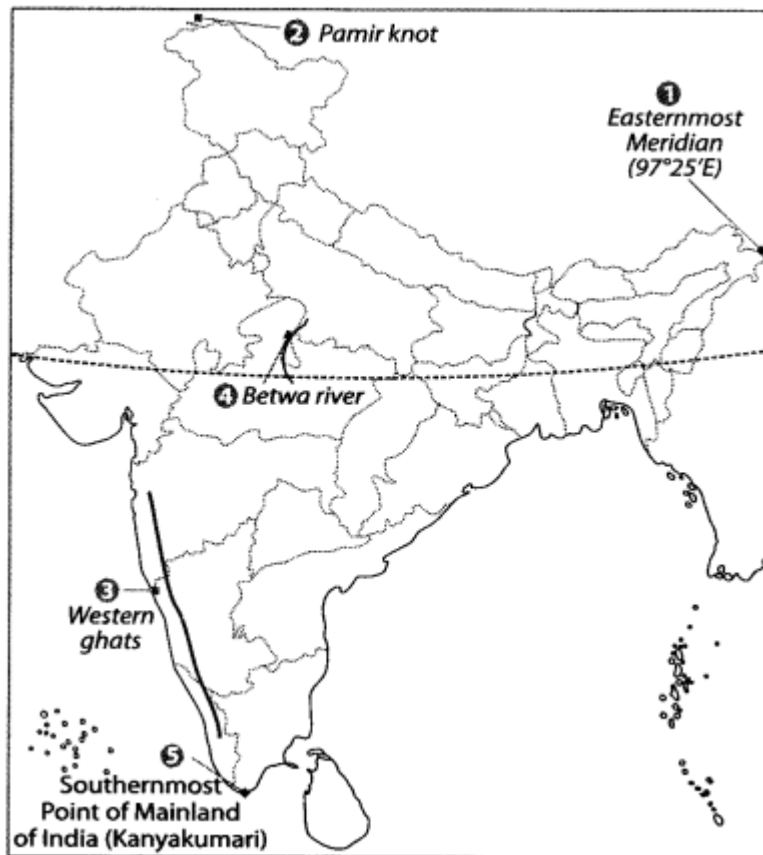 ❷ Pamir knot
❶
Easternmost
Meridian
(97°25'E)
❹ Betwa river
❸
Western
ghats
❺
Southernmost
Point of Mainland
of India (Kanyakumari)